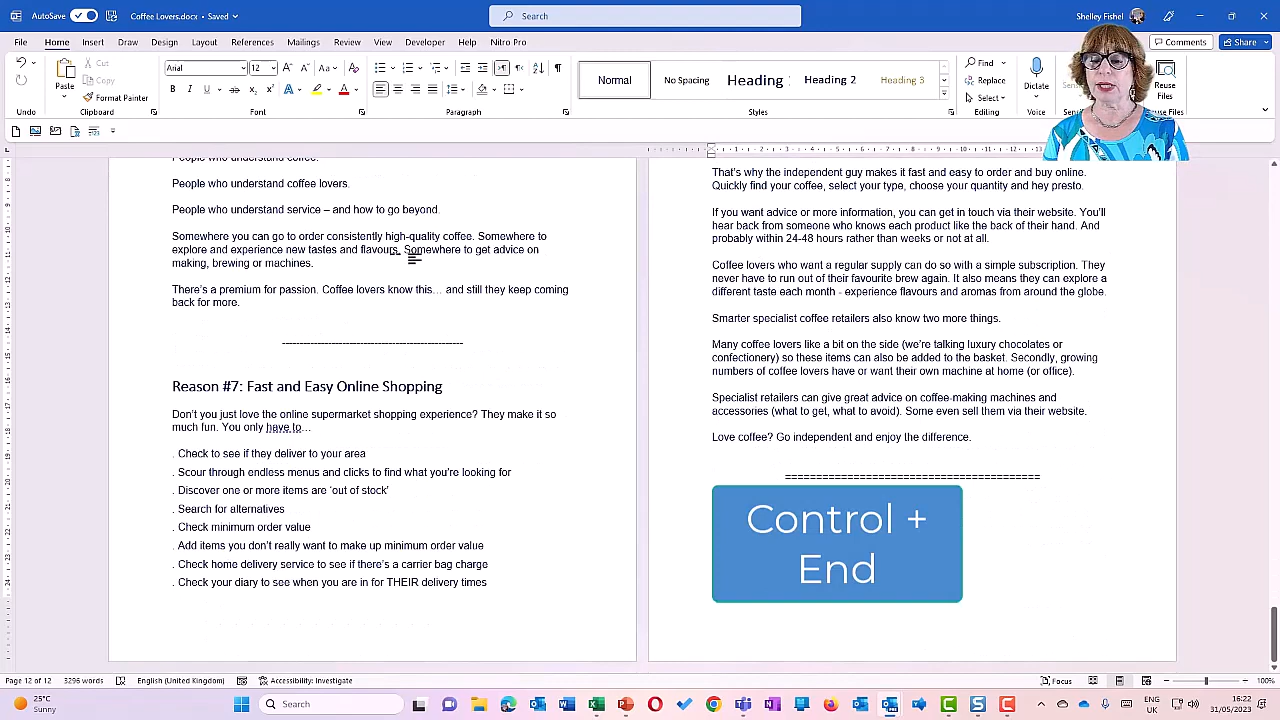 AutoSave
Coffee Lovers.docx • Saved
Search
Shelley Fishel
File Home Insert Draw Design Layout References Mailings Review View Developer Help Nitro Pro
Comments
Share
Undo
Paste
Cut
Copy
Format Painter
Clipboard
Arial
12
Font
Paragraph
Normal
No Spacing
Heading 1
Heading 2
Heading 3
Styles
Find
Replace
Select
Editing
Dictate
Voice
Reuse
Files
Reuse Files
People who understand coffee.
People who understand coffee lovers.
People who understand service – and how to go beyond.
Somewhere you can go to order consistently high-quality coffee. Somewhere to
explore and experience new tastes and flavours. Somewhere to get advice on
making, brewing or machines.
There's a premium for passion. Coffee lovers know this… and still they keep coming
back for more.
----------------------------------------------------
Reason #7: Fast and Easy Online Shopping
Don't you just love the online supermarket shopping experience? They make it so
much fun. You only have to…
. Check to see if they deliver to your area
. Scour through endless menus and clicks to find what you're looking for
. Discover one or more items are 'out of stock'
. Search for alternatives
. Check minimum order value
. Add items you don't really want to make up minimum order value
. Check home delivery service to see if there's a carrier bag charge
. Check your diary to see when you are in for THEIR delivery times
That's why the independent guy makes it fast and easy to order and buy online.
Quickly find your coffee, select your type, choose your quantity and hey presto.
If you want advice or more information, you can get in touch via their website. You'll
hear back from someone who knows each product like the back of their hand. And
probably within 24-48 hours rather than weeks or not at all.
Coffee lovers who want a regular supply can do so with a simple subscription. They
never have to run out of their favourite brew again. It also means they can explore a
different taste each month - experience flavours and aromas from around the globe.
Smarter specialist coffee retailers also know two more things.
Many coffee lovers like a bit on the side (we're talking luxury chocolates or
confectionery) so these items can also be added to the basket. Secondly, growing
numbers of coffee lovers have or want their own machine at home (or office).
Specialist retailers can give great advice on coffee-making machines and
accessories (what to get, what to avoid). Some even sell them via their website.
Love coffee? Go independent and enjoy the difference.
=========================================
Control +
End
Page 12 of 12 3296 words English (United Kingdom) Accessibility: Investigate
Focus
100%
25°C
Sunny
Search
ENG
UK
16:22
31/05/2023